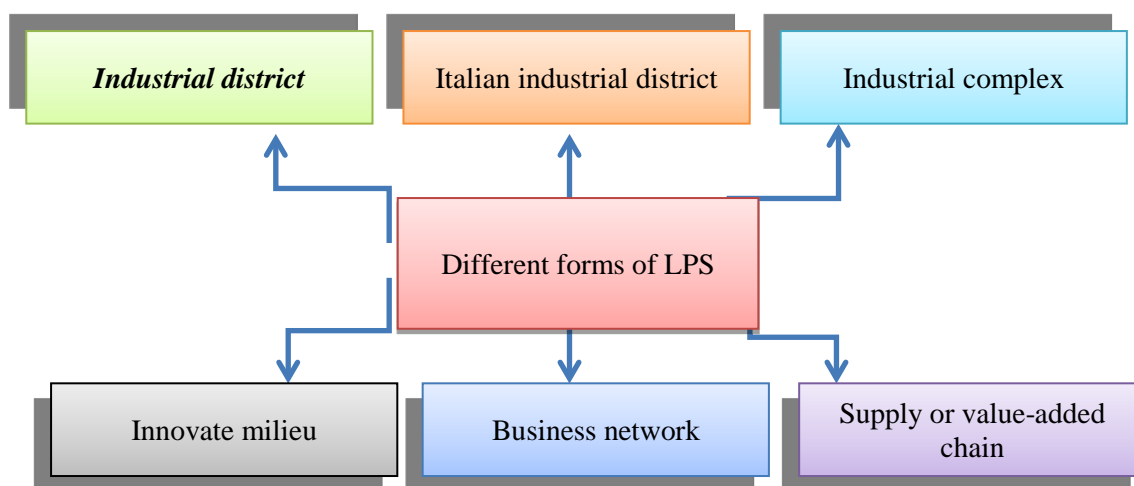 Industrial district
Italian industrial district
Industrial complex
Different forms of LPS
Innovate milieu
Business network
Supply or value-added
chain